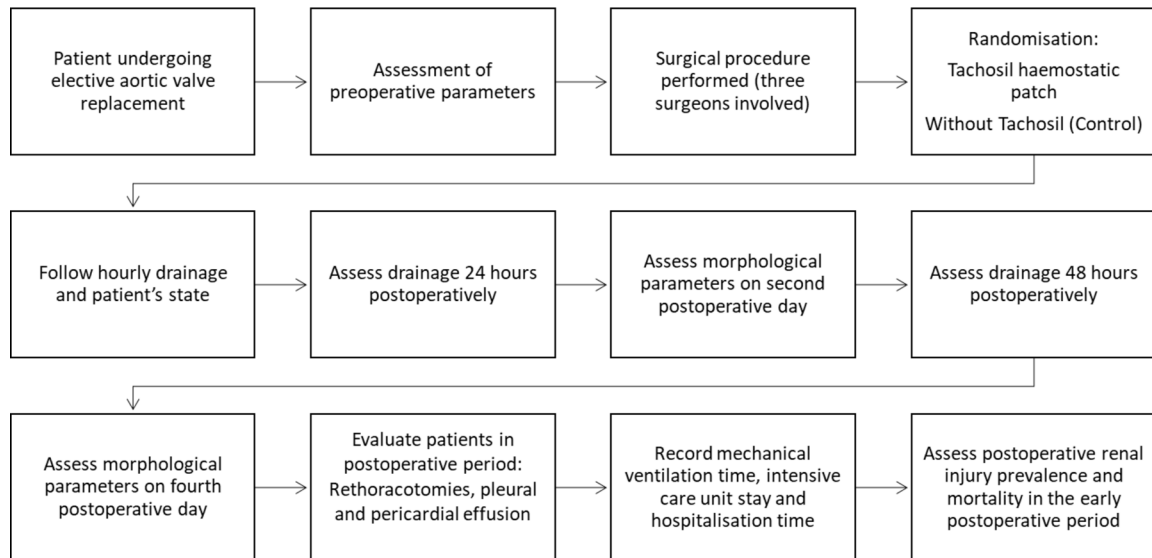 Patient undergoing
elective aortic valve
replacement
Assessment of
preoperative parameters
Surgical procedure
performed (three
surgeons involved)
Randomisation:
Tachosil haemostatic
patch
Without Tachosil (Control)
Follow hourly drainage
and patient's state
Assess drainage 24 hours
postoperatively
Assess morphological
parameters on second
postoperative day
Assess drainage 48 hours
postoperatively
Assess morphological
parameters on fourth
postoperative day
Evaluate patients in
postoperative period:
Rethoracotomies, pleural
and pericardial effusion
Record mechanical
ventilation time, intensive
care unit stay and
hospitalisation time
Assess postoperative renal
injury prevalence and
mortality in the early
postoperative period